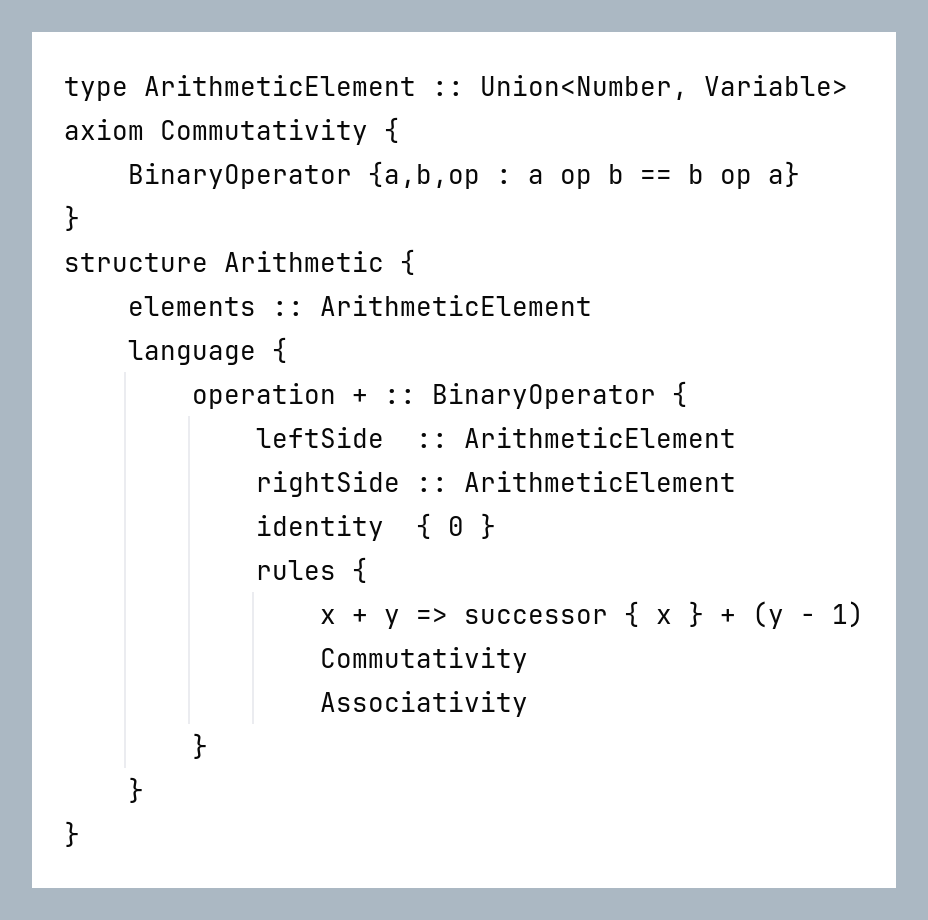 type ArithmeticElement :: Union<Number, Variable>
axiom Commutativity {
    BinaryOperator {a,b,op : a op b == b op a}
}
structure Arithmetic {
    elements :: ArithmeticElement
    language {
        operation + :: BinaryOperator {
            leftSide  :: ArithmeticElement
            rightSide :: ArithmeticElement
            identity  { 0 }
            rules {
                x + y => successor { x } + (y - 1)
                Commutativity
                Associativity
        }
    }
}